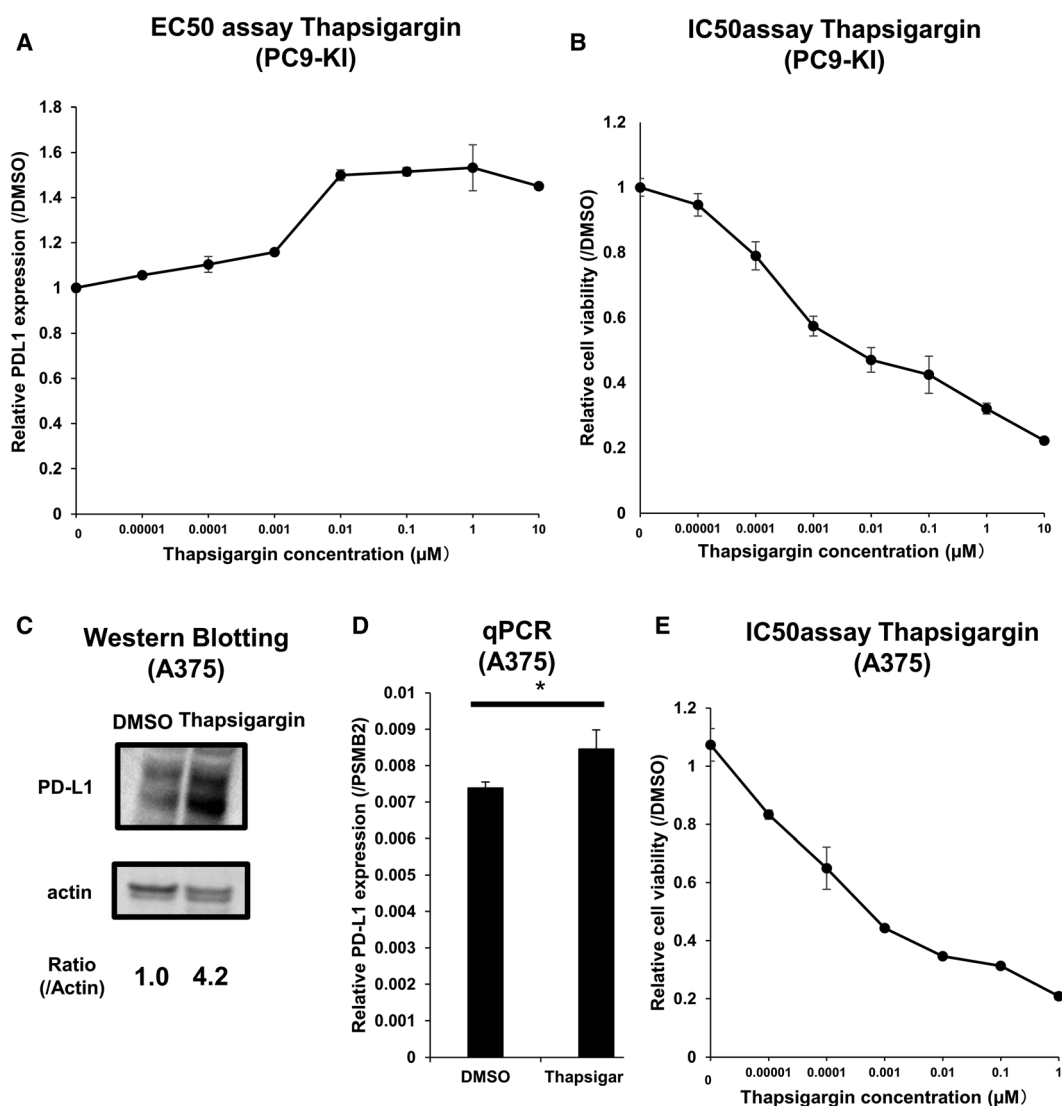 A
EC50 assay Thapsigargin
(PC9-KI)
Relative PDL1 expression (/DMSO)
1.8
1.6
1.4
1.2
1
0.8
0.6
0.4
0.2
0
0 0.00001 0.0001 0.001 0.01 0.1 1 10
Thapsigargin concentration (μM)
B
IC50assay Thapsigargin
(PC9-KI)
Relative cell viability (/DMSO)
1.2
1
0.8
0.6
0.4
0.2
0
0 0.00001 0.0001 0.001 0.01 0.1 1 10
Thapsigargin concentration (μM)
C
Western Blotting
(A375)
DMSO Thapsigargin
PD-L1
actin
Ratio
(/Actin)
1.0 4.2
D
qPCR
(A375)
*
Relative PD-L1 expression (/PSMB2)
0.01
0.009
0.008
0.007
0.006
0.005
0.004
0.003
0.002
0.001
0
DMSO Thapsigar
E
IC50assay Thapsigargin
(A375)
Relative cell viability (/DMSO)
1.2
1
0.8
0.6
0.4
0.2
0
0 0.00001 0.0001 0.001 0.01 0.1 1
Thapsigargin concentration (μM)